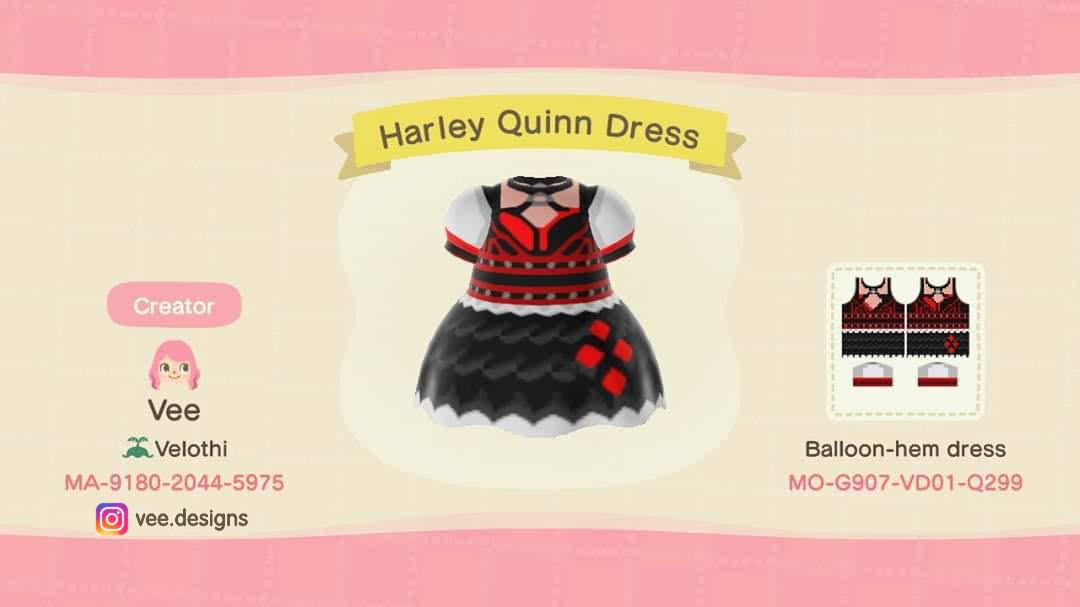 Harley Quinn Dress
Creator
Vee
Velothi
MA-9180-2044-5975
vee.designs
Balloon-hem dress
MO-G907-VD01-Q299